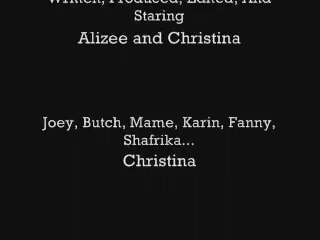 Written, Produced, Edited, And
Staring
Alizee and Christina
Joey, Butch, Mame, Karin, Fanny,
Shafrika...
Christina